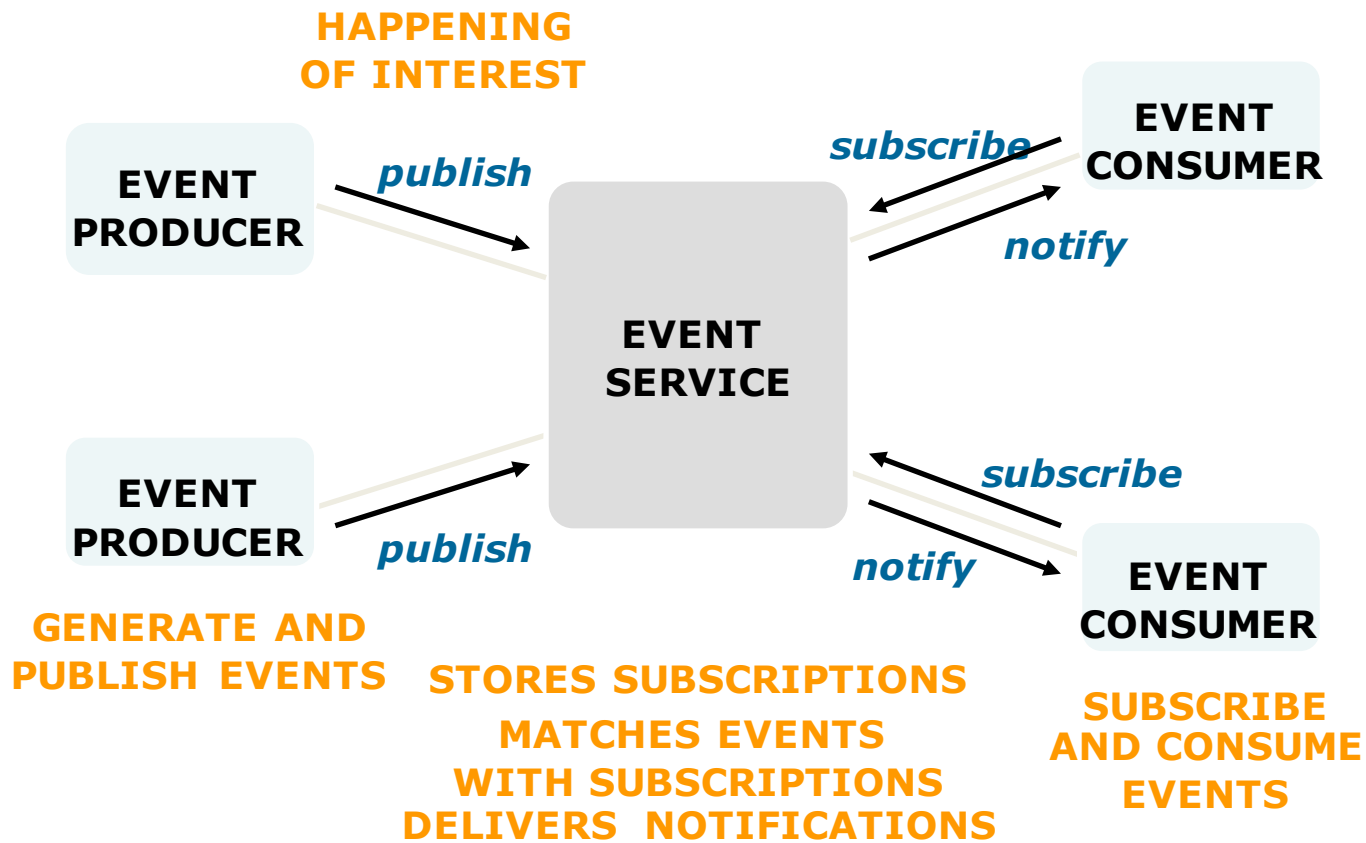 HAPPENING
OF INTEREST
EVENT
PRODUCER
publish
EVENT
CONSUMER
subscribe
notify
EVENT
SERVICE
EVENT
PRODUCER
publish
subscribe
notify
EVENT
CONSUMER
GENERATE AND
PUBLISH EVENTS
STORES SUBSCRIPTIONS
MATCHES EVENTS
WITH SUBSCRIPTIONS
DELIVERS NOTIFICATIONS
SUBSCRIBE
AND CONSUME
EVENTS